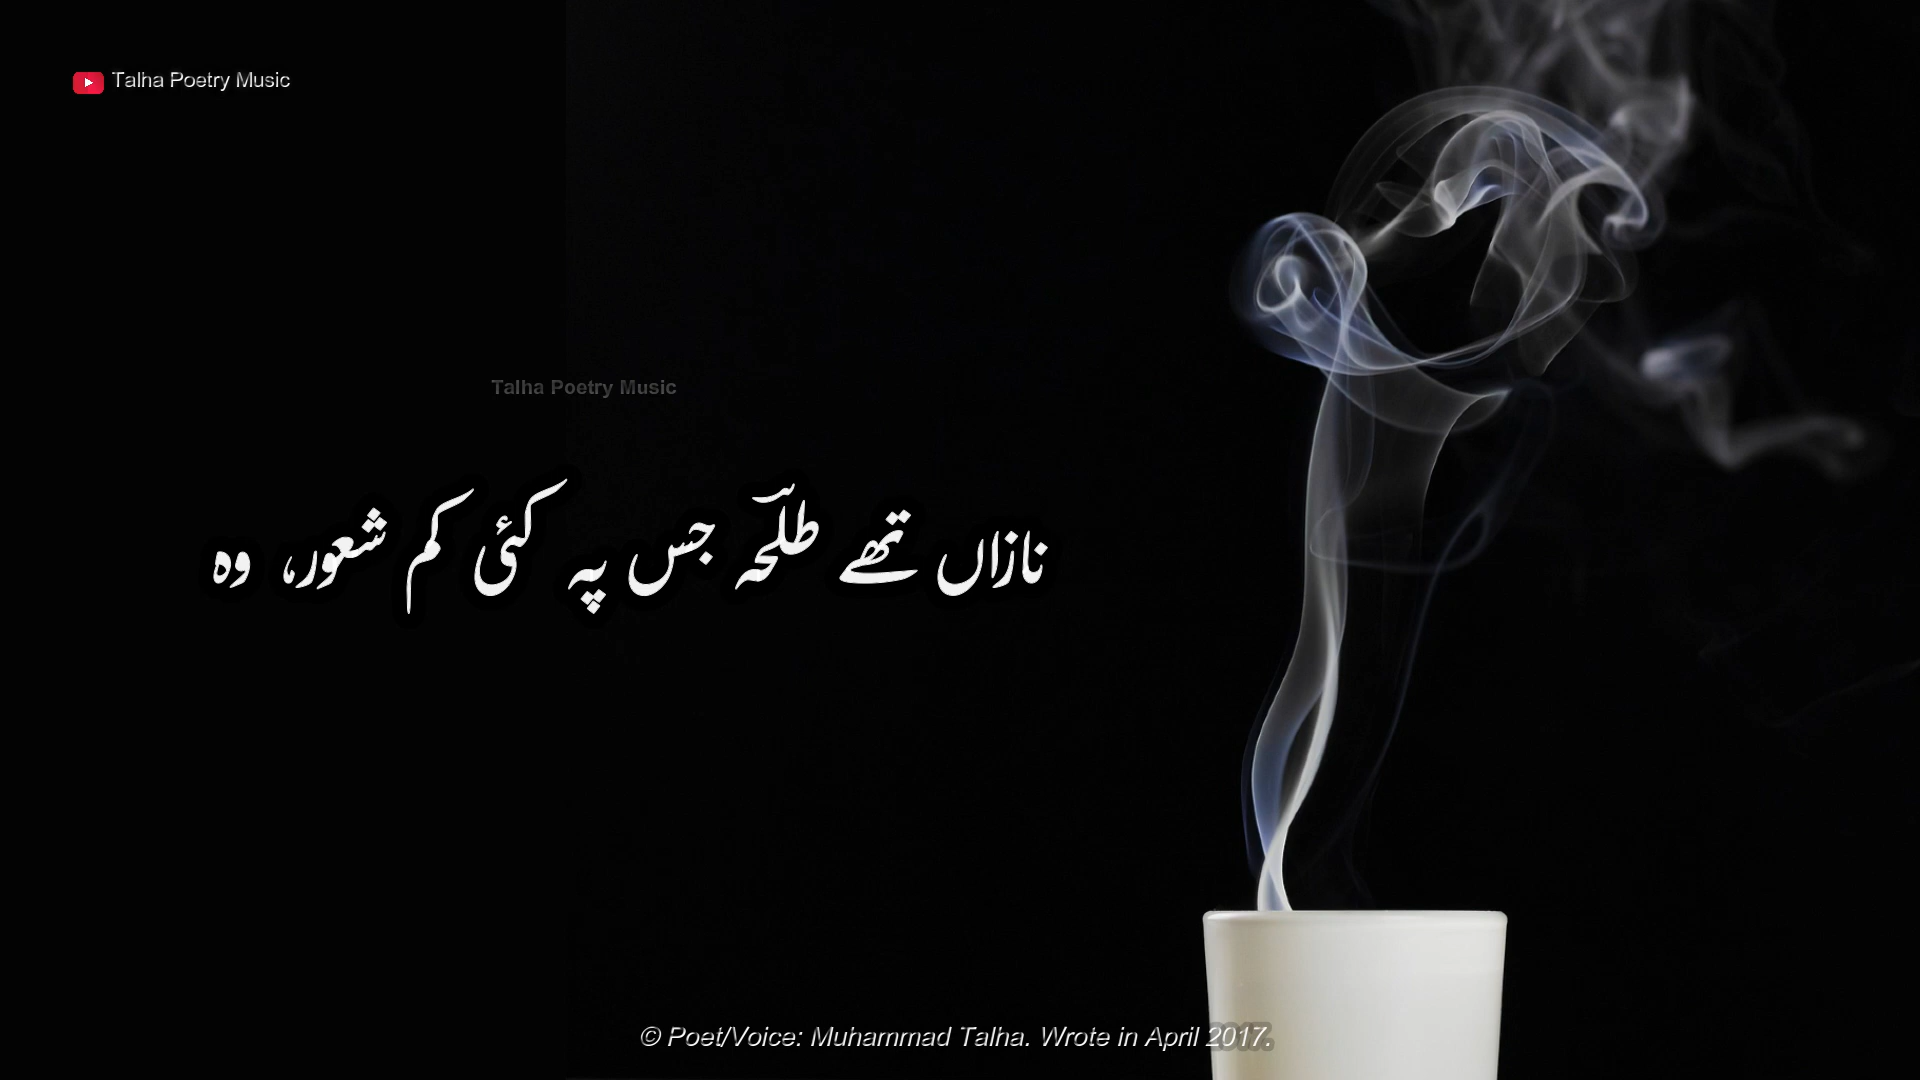 Talha Poetry Music
Talha Poetry Music
نازاں تھے طلحہؔ جس پہ کئی کم شعور، وہ
© Poet/Voice: Muhammad Talha. Wrote in April 2017.